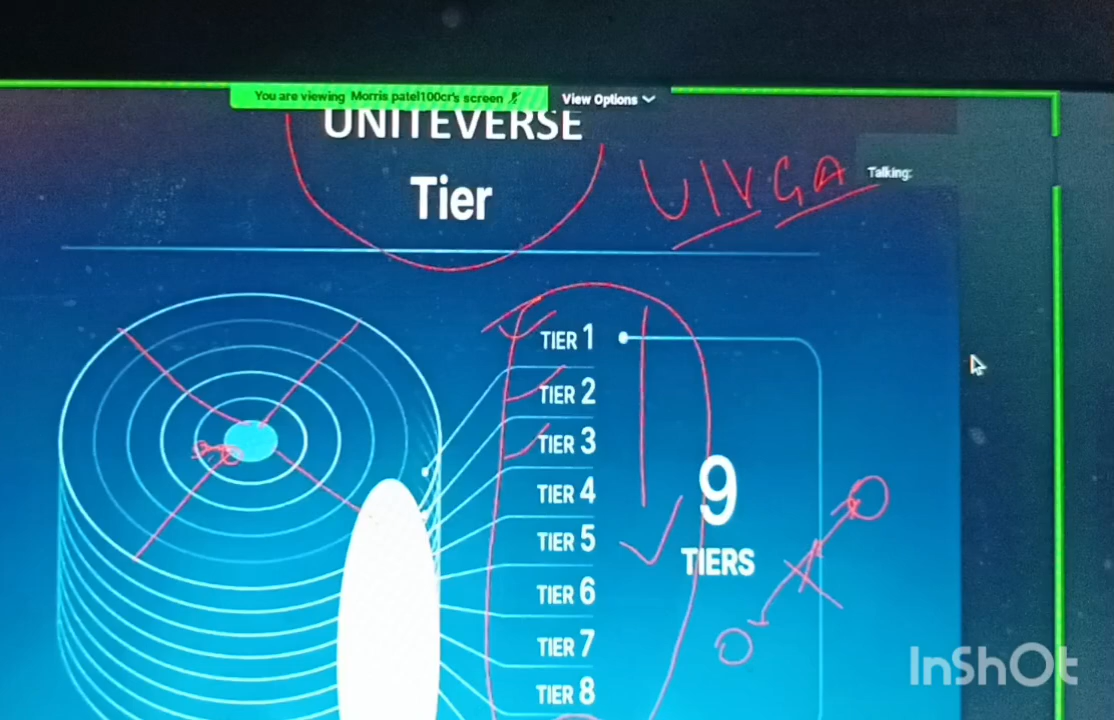 You are viewing Morris patel100cr's screen
View Options
UNITEVERSE
Tier
UIVGA
Talking:
TIER 1
TIER 2
TIER 3
TIER 4
TIER 5
TIER 6
TIER 7
TIER 8
9
TIERS
InShOt